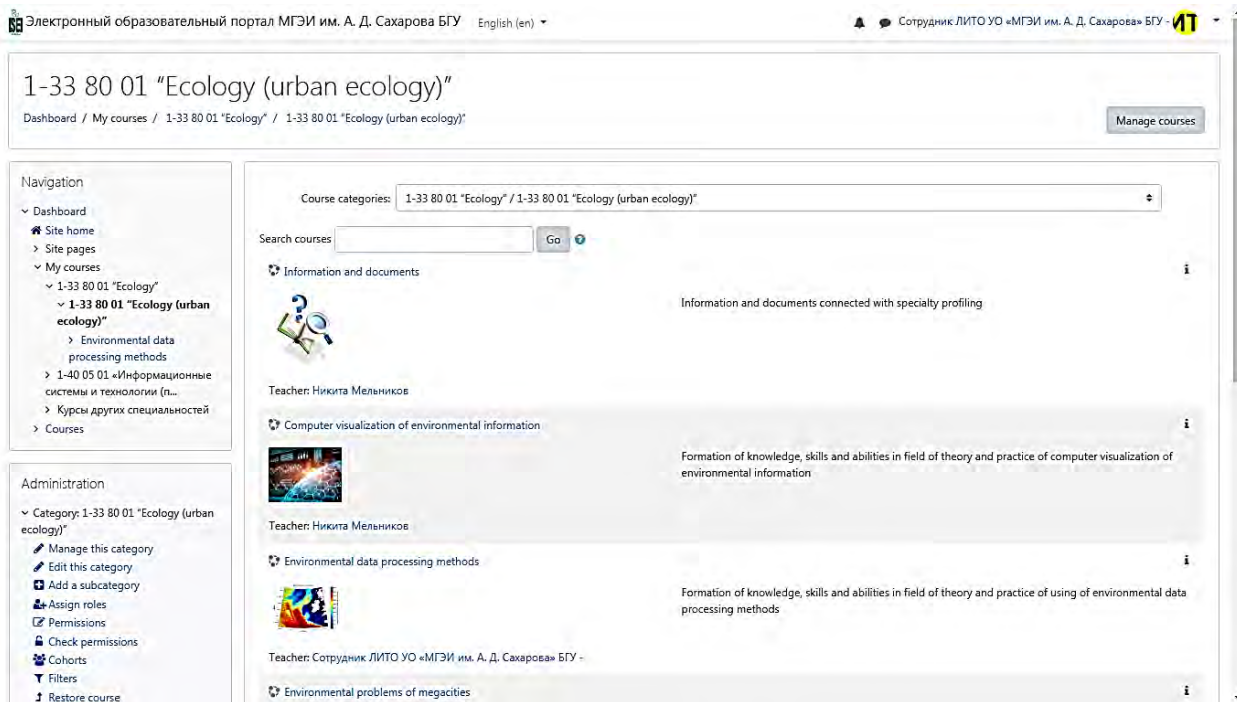 Электронный образовательный портал МГЭИ им. А. Д. Сахарова БГУ English (en)
Сотрудник ЛИТО УО «МГЭИ им. А. Д. Сахарова» БГУ -
1-33 80 01 “Ecology (urban ecology)”
Dashboard / My courses / 1-33 80 01 “Ecology” / 1-33 80 01 “Ecology (urban ecology)”
Manage courses
Navigation
Dashboard
Site home
Site pages
My courses
1-33 80 01 “Ecology”
1-33 80 01 “Ecology (urban
ecology)”
Environmental data
processing methods
1-40 05 01 «Информационные
системы и технологии (п...
Курсы других специальностей
Courses
Administration
Category: 1-33 80 01 “Ecology (urban
ecology)”
Manage this category
Edit this category
Add a subcategory
Assign roles
Permissions
Check permissions
Cohorts
Filters
Restore course
Course categories: 1-33 80 01 “Ecology” / 1-33 80 01 “Ecology (urban ecology)”
Search courses Go
Information and documents
Information and documents connected with specialty profiling
Teacher: Никита Мельников
Computer visualization of environmental information
Formation of knowledge, skills and abilities in field of theory and practice of computer visualization of
environmental information
Teacher: Никита Мельников
Environmental data processing methods
Formation of knowledge, skills and abilities in field of theory and practice of using of environmental data
processing methods
Teacher: Сотрудник ЛИТО УО «МГЭИ им. А. Д. Сахарова» БГУ -
Environmental problems of megacities